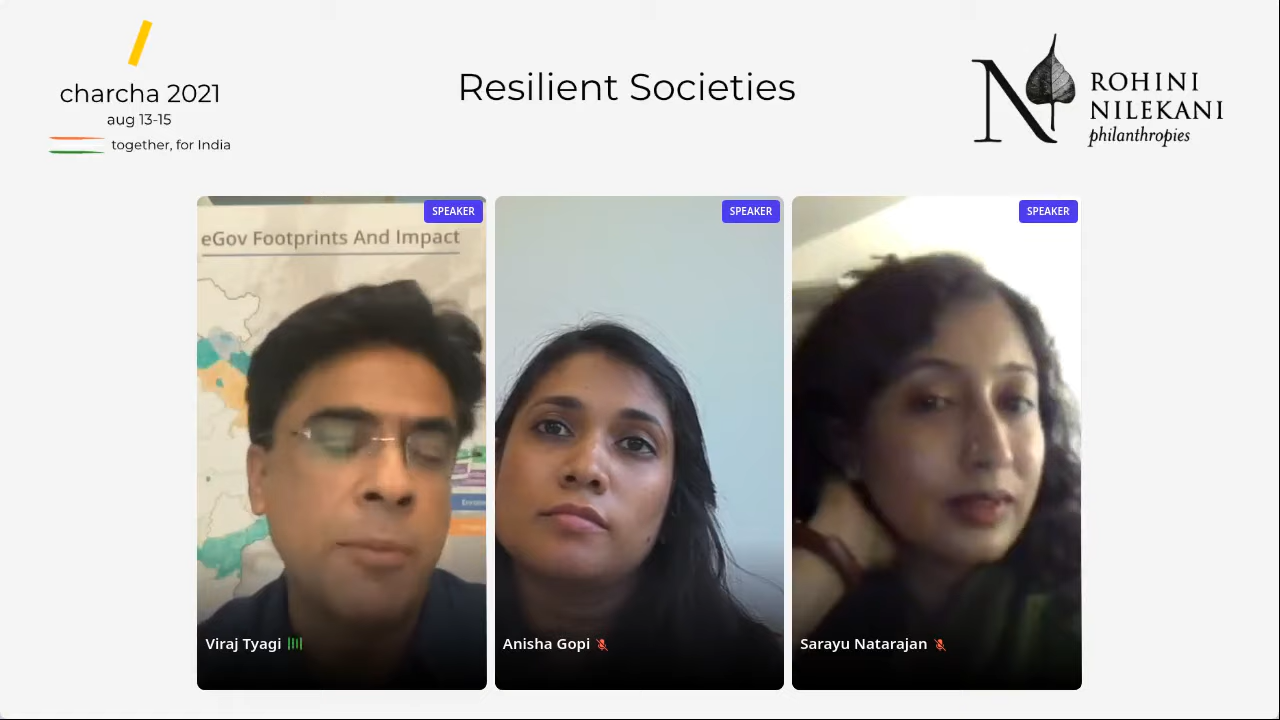 charcha 2021
aug 13-15
together, for India
Resilient Societies
N
ROHINI
NILEKANI
philanthropies
SPEAKER
SPEAKER
SPEAKER
eGov Footprints And Impact
Viraj Tyagi
Anisha Gopi
Sarayu Natarajan